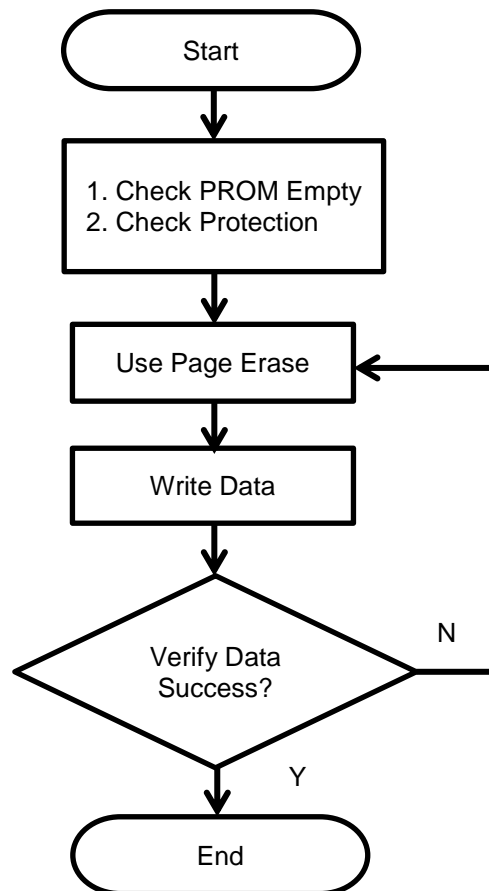 Start
1. Check PROM Empty
2. Check Protection
Use Page Erase
Write Data
Verify Data
Success?
N
Y
End